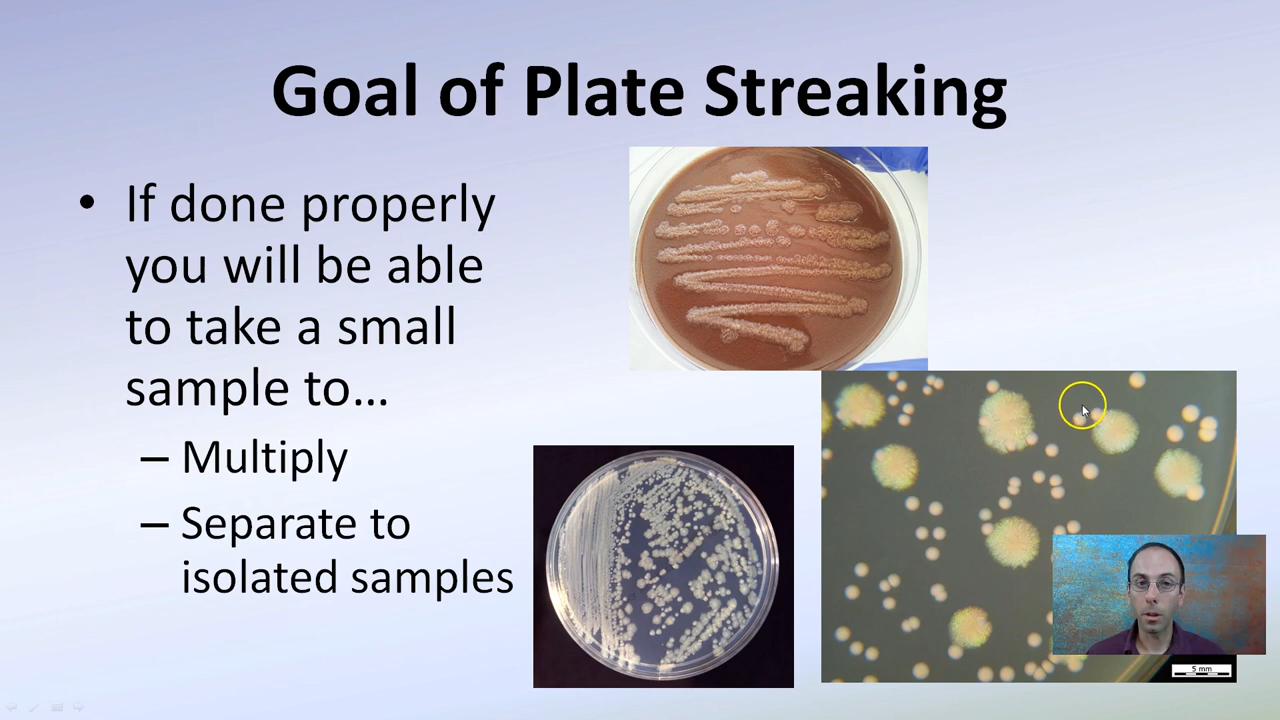 Goal of Plate Streaking
• If done properly
you will be able
to take a small
sample to…
– Multiply
– Separate to
isolated samples
5 mm